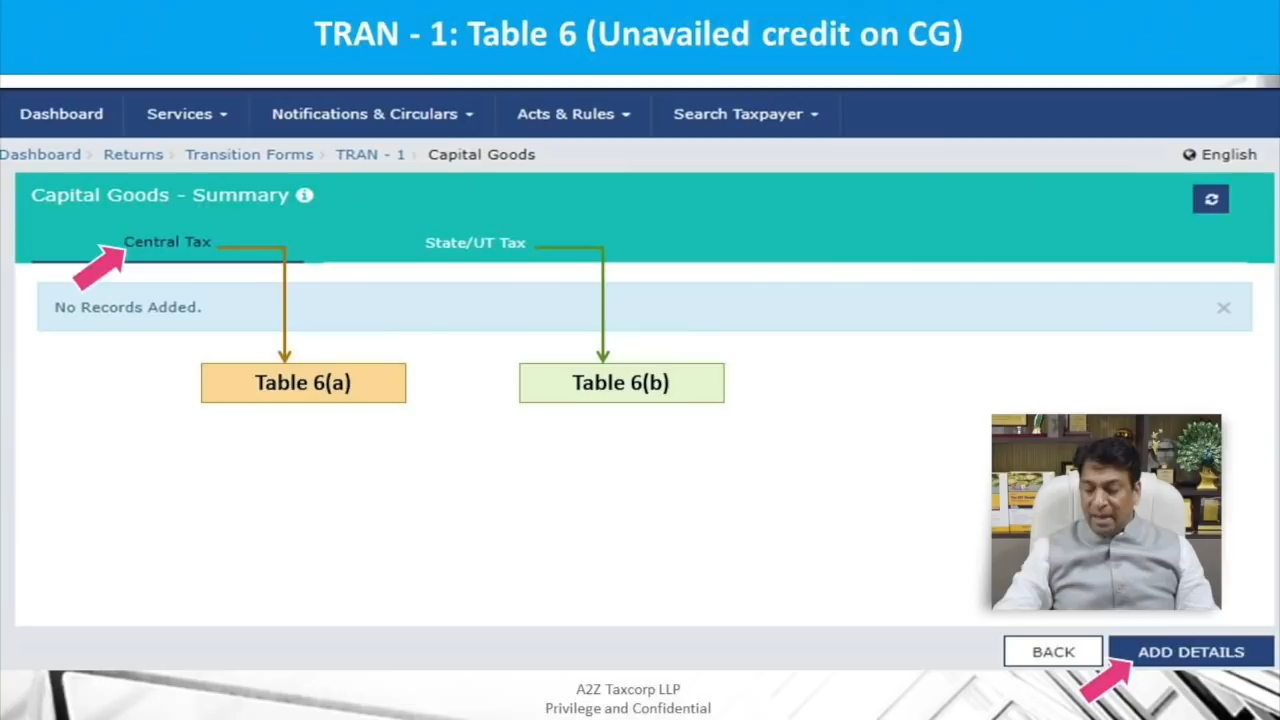 TRAN - 1: Table 6 (Unavailed credit on CG)
Dashboard Services Notifications & Circulars Acts & Rules Search Taxpayer
Dashboard Returns Transition Forms TRAN - 1 Capital Goods English
Capital Goods - Summary
Central Tax State/UT Tax
No Records Added.
Table 6(a) Table 6(b)
BACK ADD DETAILS
A2Z Taxcorp LLP
Privilege and Confidential